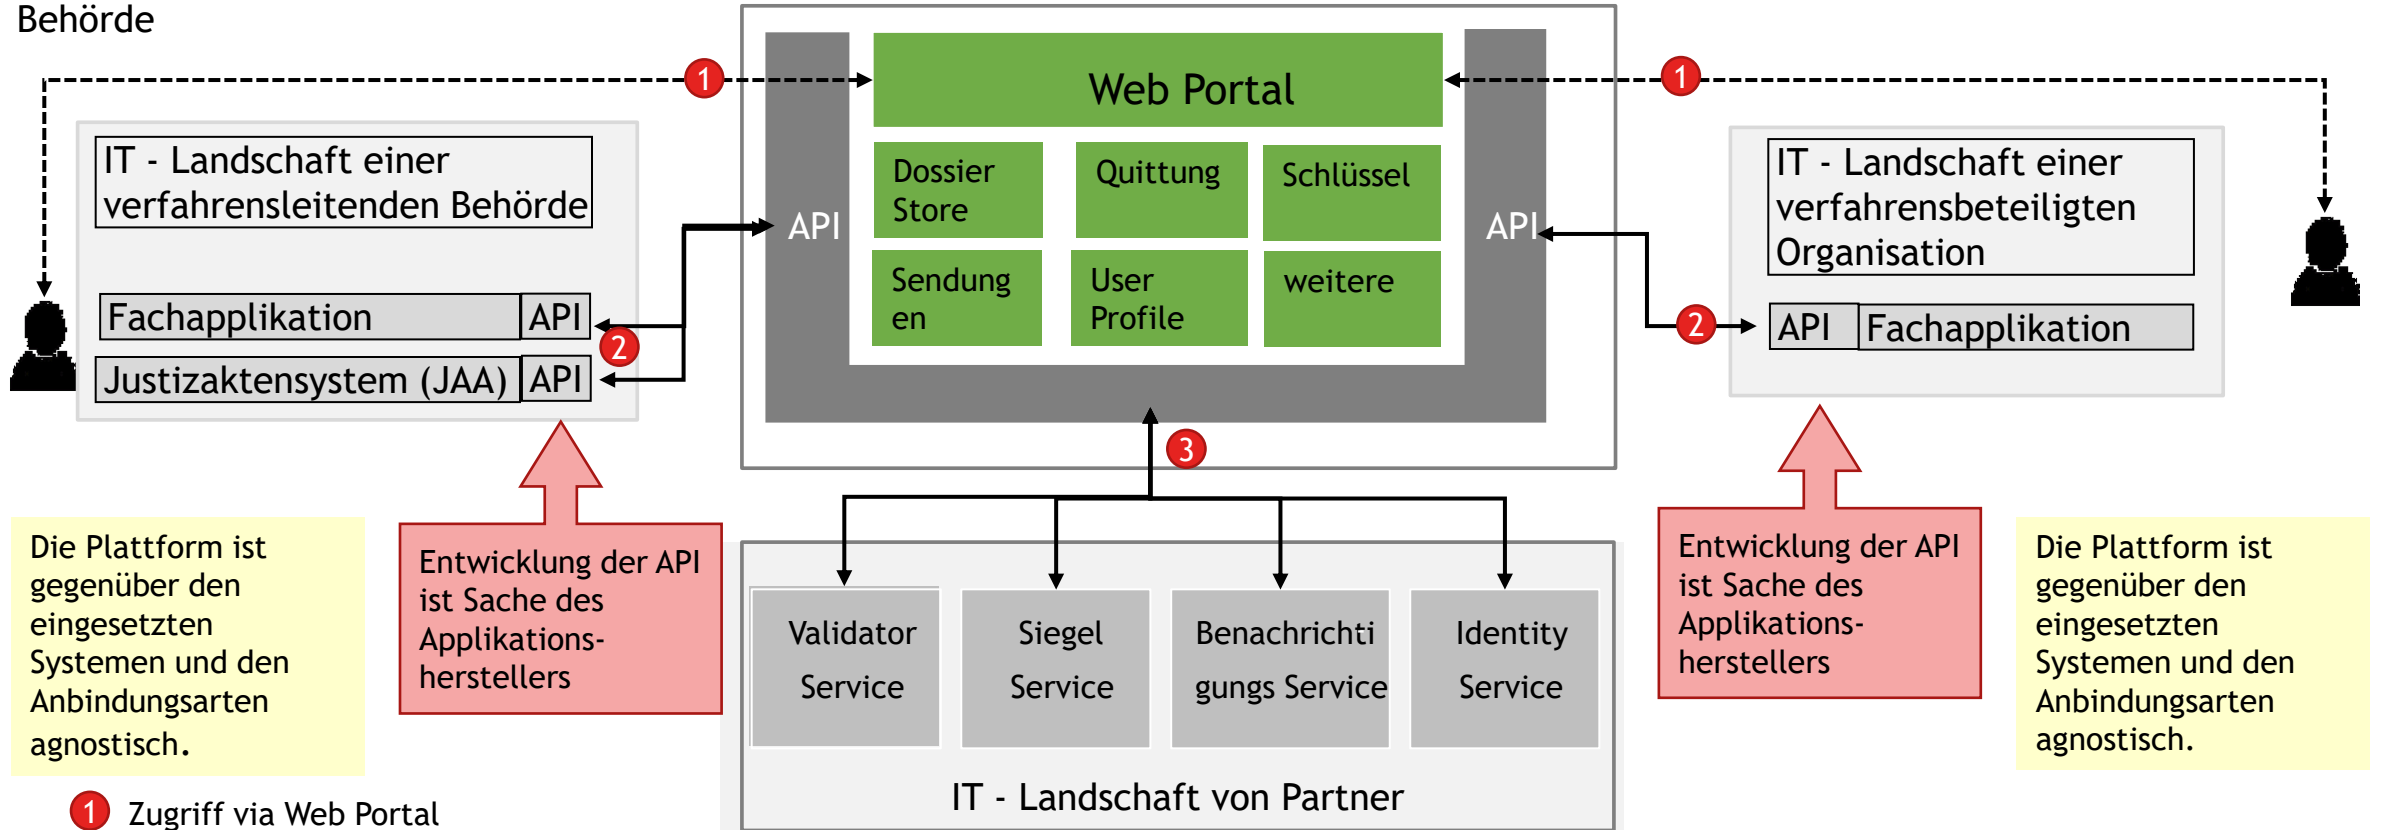 Behörde
1
Web Portal
1
IT - Landschaft einer
verfahrensleitenden Behörde
Fachapplikation
API
2
Justizaktensystem (JAA)
API
API
Dossier
Store
Quittung
Schlüssel
Sendung
en
User
Profile
weitere
API
IT - Landschaft einer
verfahrensbeteiligten
Organisation
2
API
Fachapplikation
3
Die Plattform ist
gegenüber den
eingesetzten
Systemen und den
Anbindungsarten
agnostisch.
Entwicklung der API
ist Sache des
Applikations-
herstellers
Validator
Service
Siegel
Service
Benachrichti
gungs Service
Identity
Service
IT - Landschaft von Partner
Entwicklung der API
ist Sache des
Applikations-
herstellers
Die Plattform ist
gegenüber den
eingesetzten
Systemen und den
Anbindungsarten
agnostisch.
1 Zugriff via Web Portal